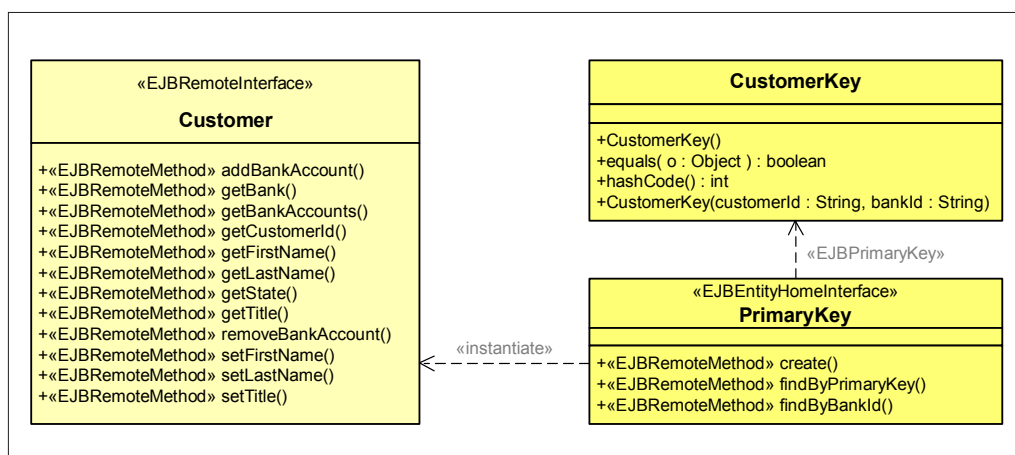 «EJBRemoteInterface»
Customer
+«EJBRemoteMethod» addBankAccount()
+«EJBRemoteMethod» getBank()
+«EJBRemoteMethod» getBankAccounts()
+«EJBRemoteMethod» getCustomerId()
+«EJBRemoteMethod» getFirstName()
+«EJBRemoteMethod» getLastName()
+«EJBRemoteMethod» getState()
+«EJBRemoteMethod» getTitle()
+«EJBRemoteMethod» removeBankAccount()
+«EJBRemoteMethod» setFirstName()
+«EJBRemoteMethod» setLastName()
+«EJBRemoteMethod» setTitle()
«instantiate»
CustomerKey
+CustomerKey()
+equals( o : Object ) : boolean
+hashCode() : int
+CustomerKey(customerId : String, bankId : String)
«EJBPrimaryKey»
«EJBEntityHomeInterface»
PrimaryKey
+«EJBRemoteMethod» create()
+«EJBRemoteMethod» findByPrimaryKey()
+«EJBRemoteMethod» findByBankId()